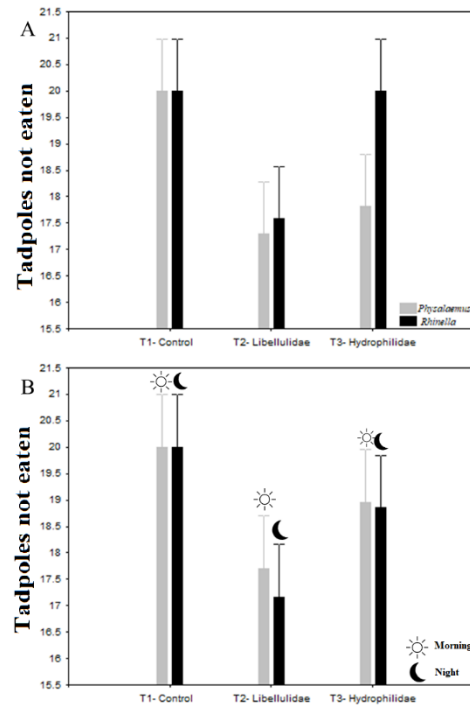 A
Tadpoles not eaten
21.5
21
20.5
20
19.5
19
18.5
18
17.5
17
16.5
16
15.5
Physalaemus
Rhinella
T1- Control T2- Libellulidae T3- Hydrophilidae
B
Tadpoles not eaten
21.5
21
20.5
20
19.5
19
18.5
18
17.5
17
16.5
16
15.5
Morning
Night
T1- Control T2- Libellulidae T3- Hydrophilidae